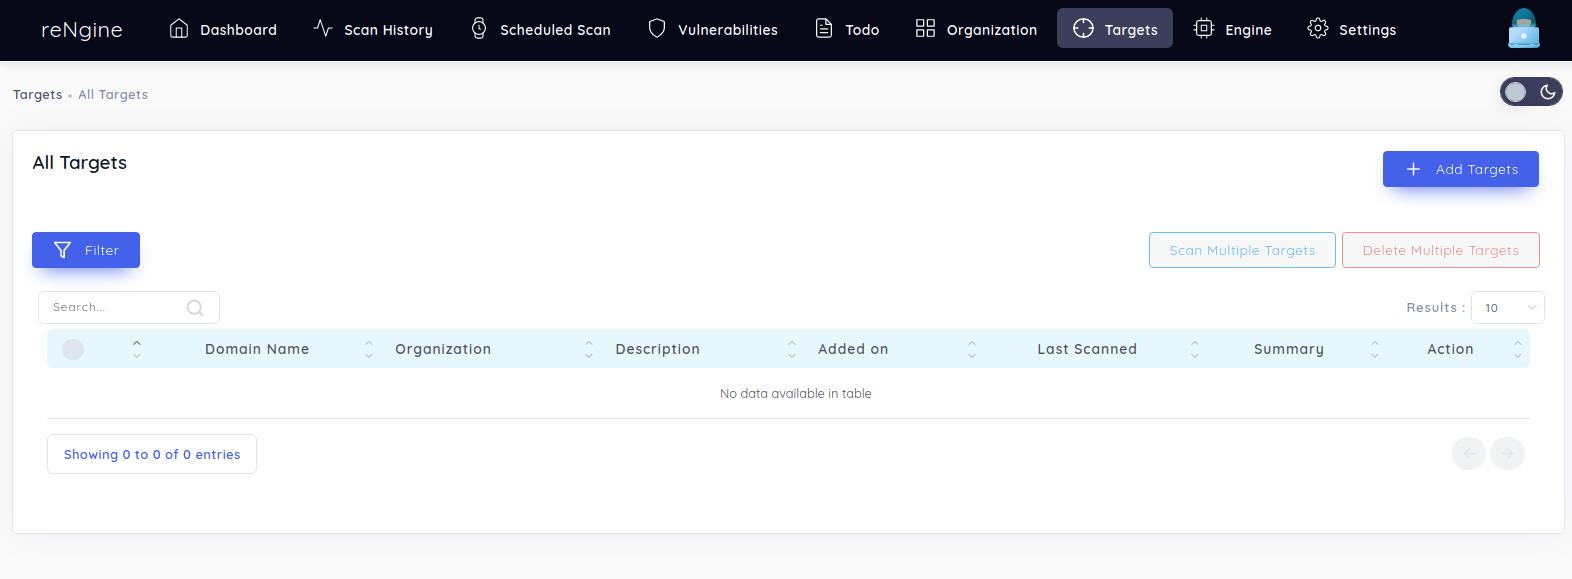 reNgine Dashboard Scan History Scheduled Scan Vulnerabilities Todo Organization Targets Engine Settings
Targets All Targets
All Targets
Add Targets
Filter Scan Multiple Targets Delete Multiple Targets
Search... Results : 10
Domain Name Organization Description Added on Last Scanned Summary Action
No data available in table
Showing 0 to 0 of 0 entries